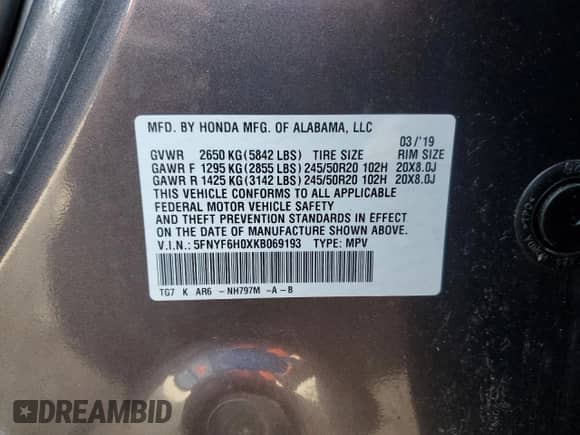 MFD. BY HONDA MFG. OF ALABAMA, LLC
03/'19
GVWR 2650 KG (5842 LBS) TIRE SIZE RIM SIZE
GAWR F 1295 KG (2855 LBS) 245/50R20 102H 20X8.0J
GAWR R 1425 KG (3142 LBS) 245/50R20 102H 20X8.0J
THIS VEHICLE CONFORMS TO ALL APPLICABLE
FEDERAL MOTOR VEHICLE SAFETY
AND THEFT PREVENTION STANDARDS IN EFFECT
ON THE DATE OF MANUFACTURE SHOWN ABOVE.
V.I.N.: 5FNYF6H0XKB069193 TYPE: MPV
TG7 K AR6 -NH797M -A-B
DREAMBID